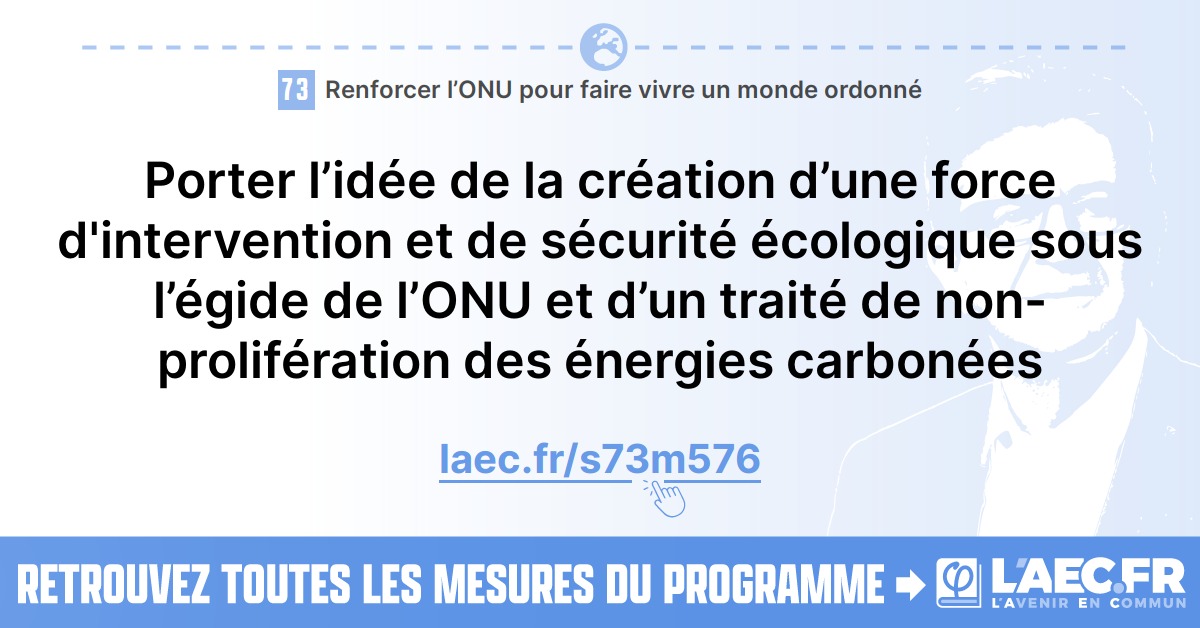 73 Renforcer l’ONU pour faire vivre un monde ordonné
Porter l’idée de la création d’une force
d'intervention et de sécurité écologique sous
l’égide de l’ONU et d’un traité de non-
prolifération des énergies carbonées
laec.fr/s73m576
RETROUVEZ TOUTES LES MESURES DU PROGRAMME
φ L'AEC.FR
L'AVENIR EN COMMUN